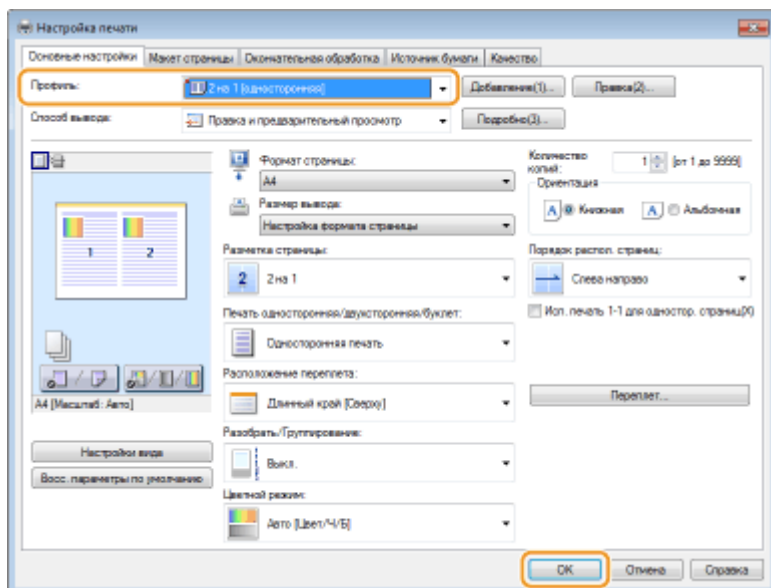 Настройка печати
Основные настройки Макет страницы Окончательная обработка Источник бумаги Качество
Профиль: 2 на 1 [односторонняя] Добавление(1)... Правка(2)...
Способ вывода: Правка и предварительный просмотр Подробно(3)...
Формат страницы:
A4
Размер вывода:
Настройка формата страницы
Количество копий: 1 [от 1 до 9999]
Ориентация
A Книжная A Альбомная
1 2
Разметка страницы:
2 2 на 1
Порядок распол. страниц:
Слева направо
Печать односторонняя/двухсторонняя/буклет:
Односторонняя печать
Исп. печать 1-1 для одностор. страниц(X)
A4 [Масштаб: Авто]
Расположение переплета:
Длинный край [Сверху]
Переплет...
Настройки вида
Восс. параметры по умолчанию
Разобрать/Группирование:
Выкл.
Цветной режим:
Авто [Цвет/Ч/Б]
OK Отмена Справка